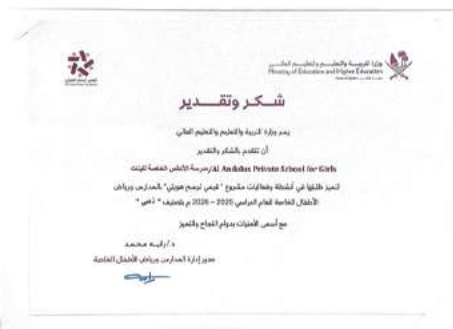 وزارة التربية والتعليم والتعليم العالي
Ministry of Education and Higher Education
شكر وتقدير
يسر وزارة التربية والتعليم والتعليم العالي
أن تتقدم بالشكر والتقدير
Al Andalus Private School for Girls/مدرسة الأندلس الخاصة للبنات
لتميز طلبتها في أنشطة وفعاليات مشروع "قيمي ترسم هويتي" بالمدارس ورياض
الأطفال الخاصة للعام الدراسي 2025 – 2026 م بتصنيف " ذهبي "
مع أسمى الأمنيات بدوام النجاح والتميز
د/ رانيه محمد
مدير إدارة المدارس ورياض الأطفال الخاصة